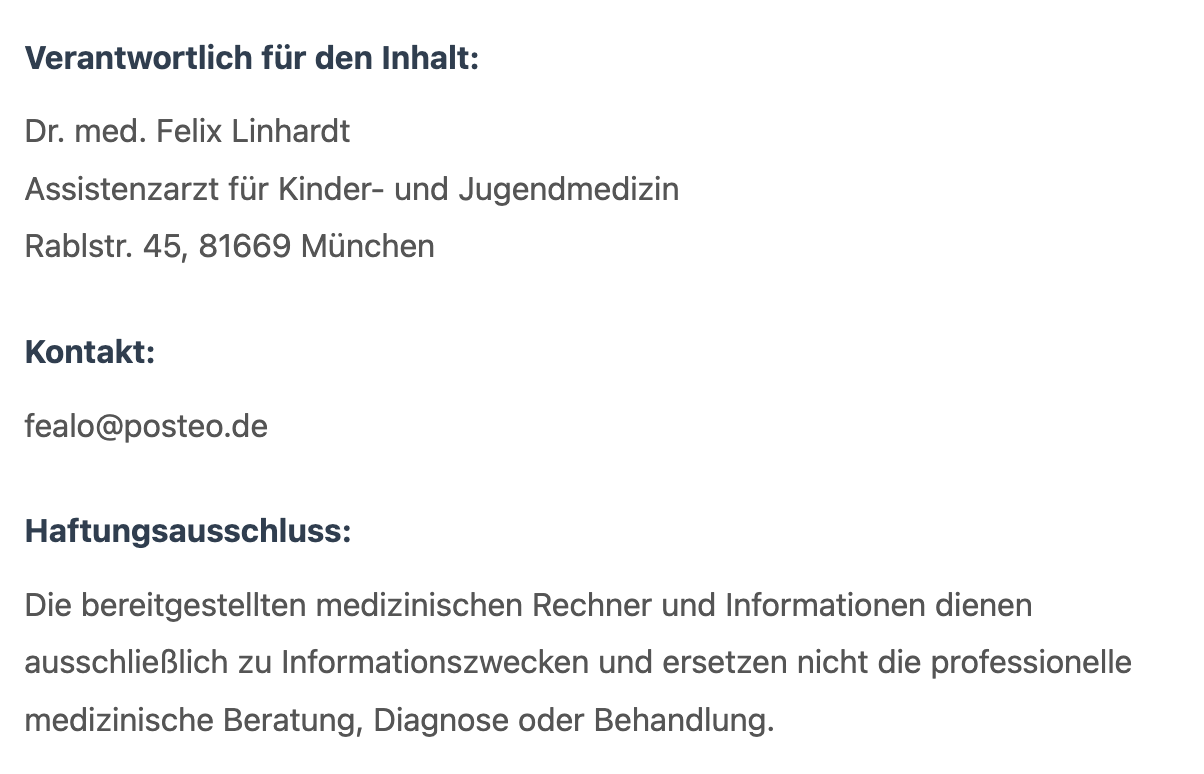 Verantwortlich für den Inhalt:
Dr. med. Felix Linhardt
Assistenzarzt für Kinder- und Jugendmedizin
Rablstr. 45, 81669 München
Kontakt:
fealo@posteo.de
Haftungsausschluss:
Die bereitgestellten medizinischen Rechner und Informationen dienen
ausschließlich zu Informationszwecken und ersetzen nicht die professionelle
medizinische Beratung, Diagnose oder Behandlung.